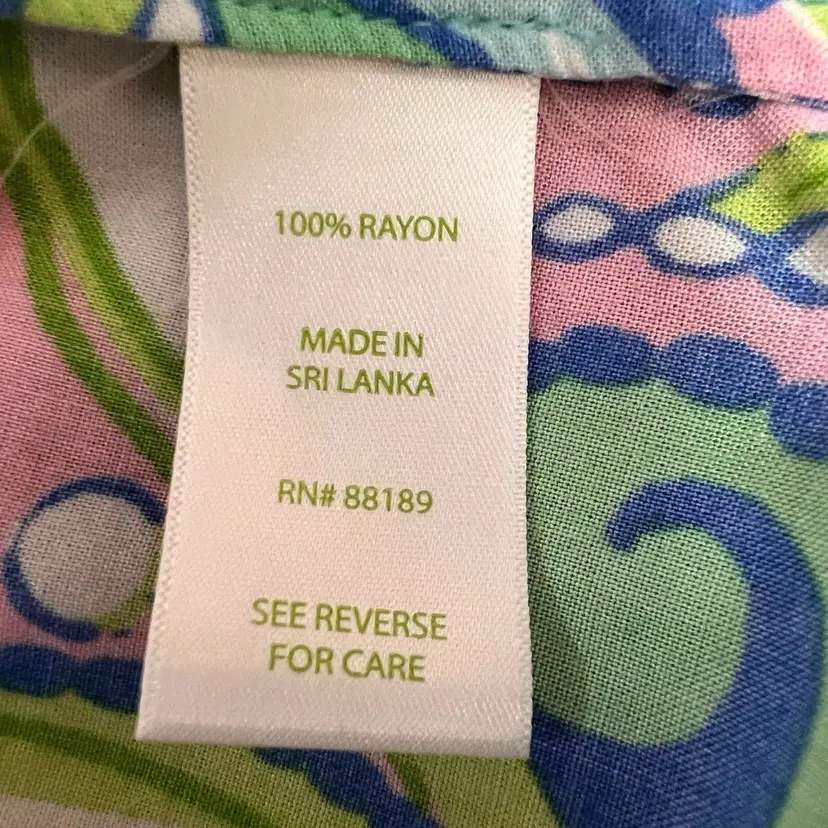 100% RAYON
MADE IN
SRI LANKA
RN# 88189
SEE REVERSE
FOR CARE